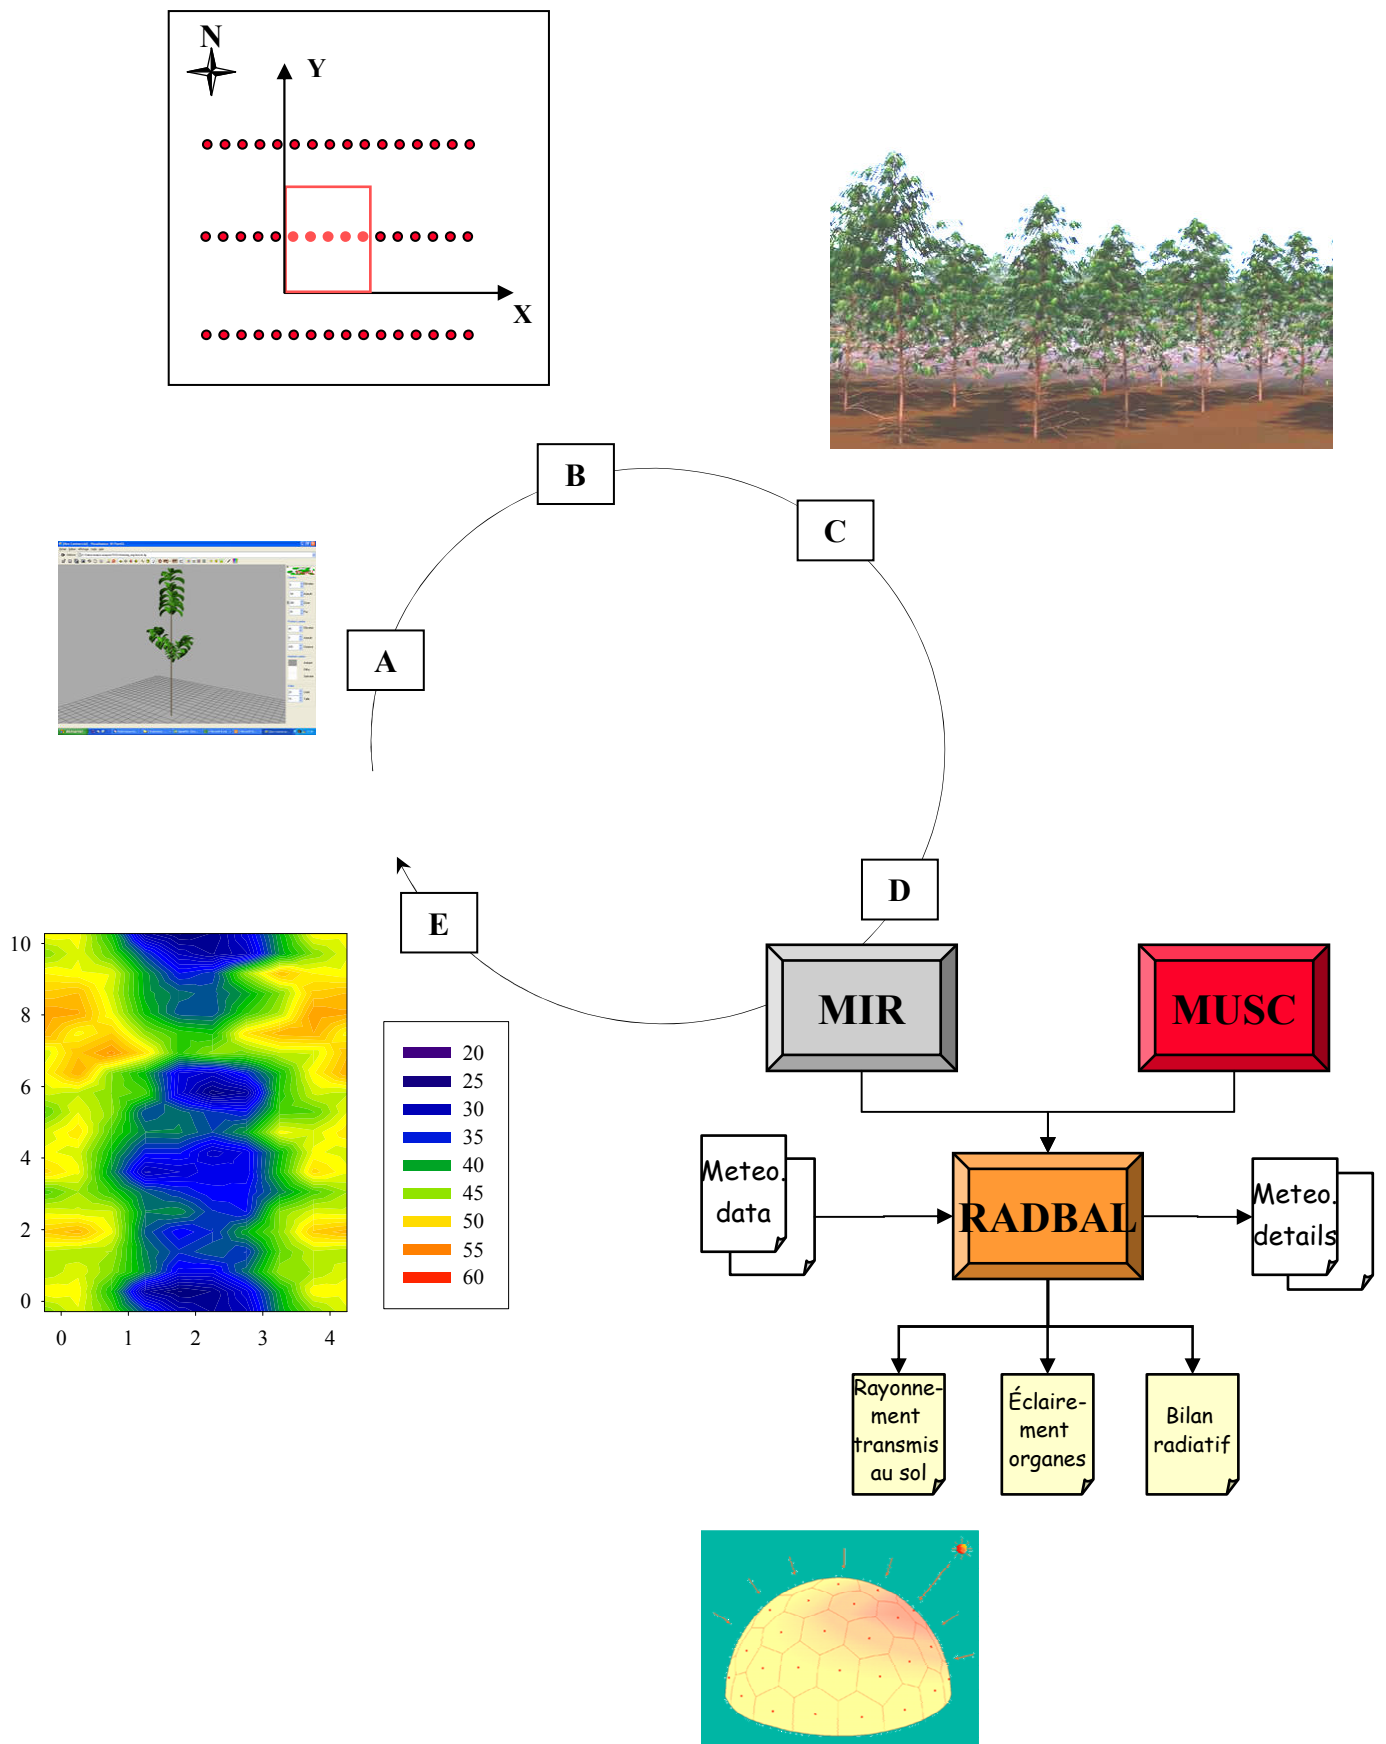 N
Y
X
B
C
A
D
E
10
8
6
4
2
0
0 1 2 3 4
20
25
30
35
40
45
50
55
60
MIR
MUSC
Meteo.
data
RADBAL
Meteo.
details
Rayonne-
ment
transmis
au sol
Éclaire-
ment
organes
Bilan
radiatif